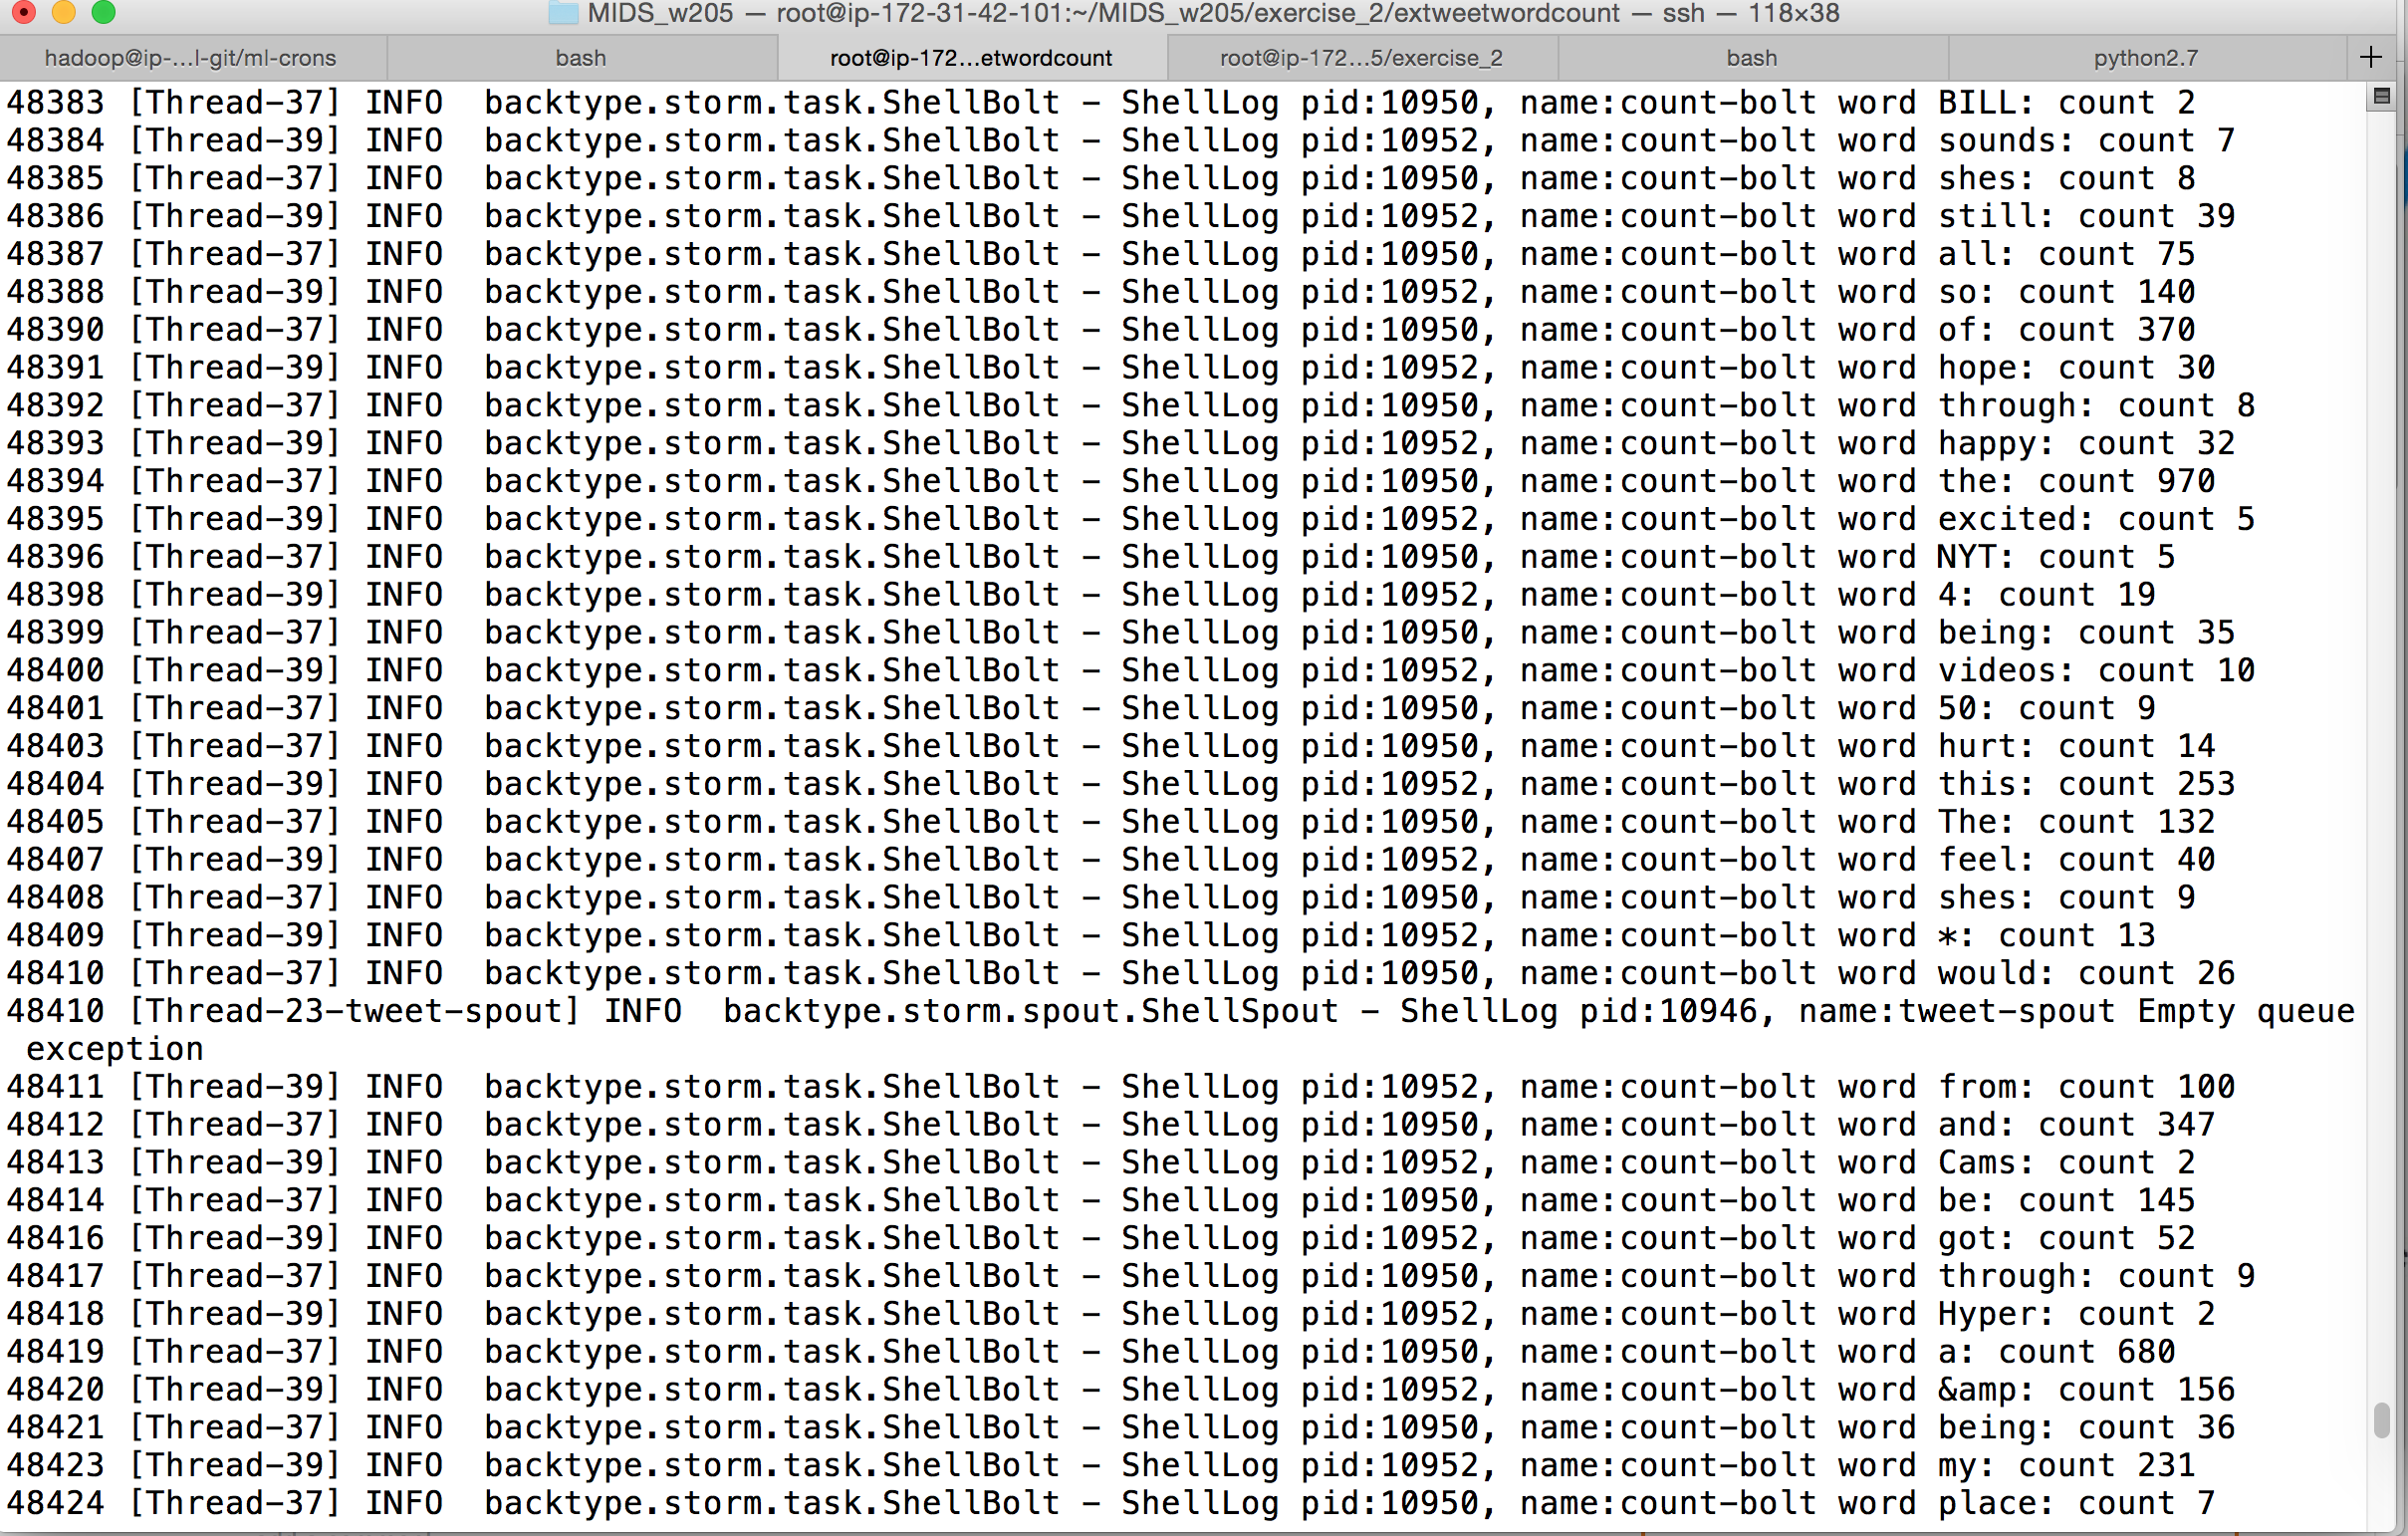 MIDS_w205 — root@ip-172-31-42-101:~/MIDS_w205/exercise_2/extweetwordcount — ssh — 118×38
hadoop@ip-...l-git/ml-crons bash root@ip-172...etwordcount root@ip-172...5/exercise_2 bash python2.7 +
48383 [Thread-37] INFO  backtype.storm.task.ShellBolt - ShellLog pid:10950, name:count-bolt word BILL: count 2
48384 [Thread-39] INFO  backtype.storm.task.ShellBolt - ShellLog pid:10952, name:count-bolt word sounds: count 7
48385 [Thread-37] INFO  backtype.storm.task.ShellBolt - ShellLog pid:10950, name:count-bolt word shes: count 8
48386 [Thread-39] INFO  backtype.storm.task.ShellBolt - ShellLog pid:10952, name:count-bolt word still: count 39
48387 [Thread-37] INFO  backtype.storm.task.ShellBolt - ShellLog pid:10950, name:count-bolt word all: count 75
48388 [Thread-39] INFO  backtype.storm.task.ShellBolt - ShellLog pid:10952, name:count-bolt word so: count 140
48390 [Thread-37] INFO  backtype.storm.task.ShellBolt - ShellLog pid:10950, name:count-bolt word of: count 370
48391 [Thread-39] INFO  backtype.storm.task.ShellBolt - ShellLog pid:10952, name:count-bolt word hope: count 30
48392 [Thread-37] INFO  backtype.storm.task.ShellBolt - ShellLog pid:10950, name:count-bolt word through: count 8
48393 [Thread-39] INFO  backtype.storm.task.ShellBolt - ShellLog pid:10952, name:count-bolt word happy: count 32
48394 [Thread-37] INFO  backtype.storm.task.ShellBolt - ShellLog pid:10950, name:count-bolt word the: count 970
48395 [Thread-39] INFO  backtype.storm.task.ShellBolt - ShellLog pid:10952, name:count-bolt word excited: count 5
48396 [Thread-37] INFO  backtype.storm.task.ShellBolt - ShellLog pid:10950, name:count-bolt word NYT: count 5
48398 [Thread-39] INFO  backtype.storm.task.ShellBolt - ShellLog pid:10952, name:count-bolt word 4: count 19
48399 [Thread-37] INFO  backtype.storm.task.ShellBolt - ShellLog pid:10950, name:count-bolt word being: count 35
48400 [Thread-39] INFO  backtype.storm.task.ShellBolt - ShellLog pid:10952, name:count-bolt word videos: count 10
48401 [Thread-37] INFO  backtype.storm.task.ShellBolt - ShellLog pid:10950, name:count-bolt word 50: count 9
48403 [Thread-37] INFO  backtype.storm.task.ShellBolt - ShellLog pid:10950, name:count-bolt word hurt: count 14
48404 [Thread-39] INFO  backtype.storm.task.ShellBolt - ShellLog pid:10952, name:count-bolt word this: count 253
48405 [Thread-37] INFO  backtype.storm.task.ShellBolt - ShellLog pid:10950, name:count-bolt word The: count 132
48407 [Thread-39] INFO  backtype.storm.task.ShellBolt - ShellLog pid:10952, name:count-bolt word feel: count 40
48408 [Thread-37] INFO  backtype.storm.task.ShellBolt - ShellLog pid:10950, name:count-bolt word shes: count 9
48409 [Thread-39] INFO  backtype.storm.task.ShellBolt - ShellLog pid:10952, name:count-bolt word *: count 13
48410 [Thread-37] INFO  backtype.storm.task.ShellBolt - ShellLog pid:10950, name:count-bolt word would: count 26
48410 [Thread-23-tweet-spout] INFO  backtype.storm.spout.ShellSpout - ShellLog pid:10946, name:tweet-spout Empty queue
 exception
48411 [Thread-39] INFO  backtype.storm.task.ShellBolt - ShellLog pid:10952, name:count-bolt word from: count 100
48412 [Thread-37] INFO  backtype.storm.task.ShellBolt - ShellLog pid:10950, name:count-bolt word and: count 347
48413 [Thread-39] INFO  backtype.storm.task.ShellBolt - ShellLog pid:10952, name:count-bolt word Cams: count 2
48414 [Thread-37] INFO  backtype.storm.task.ShellBolt - ShellLog pid:10950, name:count-bolt word be: count 145
48416 [Thread-39] INFO  backtype.storm.task.ShellBolt - ShellLog pid:10952, name:count-bolt word got: count 52
48417 [Thread-37] INFO  backtype.storm.task.ShellBolt - ShellLog pid:10950, name:count-bolt word through: count 9
48418 [Thread-39] INFO  backtype.storm.task.ShellBolt - ShellLog pid:10952, name:count-bolt word Hyper: count 2
48419 [Thread-37] INFO  backtype.storm.task.ShellBolt - ShellLog pid:10950, name:count-bolt word a: count 680
48420 [Thread-39] INFO  backtype.storm.task.ShellBolt - ShellLog pid:10952, name:count-bolt word &amp: count 156
48421 [Thread-37] INFO  backtype.storm.task.ShellBolt - ShellLog pid:10950, name:count-bolt word being: count 36
48423 [Thread-39] INFO  backtype.storm.task.ShellBolt - ShellLog pid:10952, name:count-bolt word my: count 231
48424 [Thread-37] INFO  backtype.storm.task.ShellBolt - ShellLog pid:10950, name:count-bolt word place: count 7